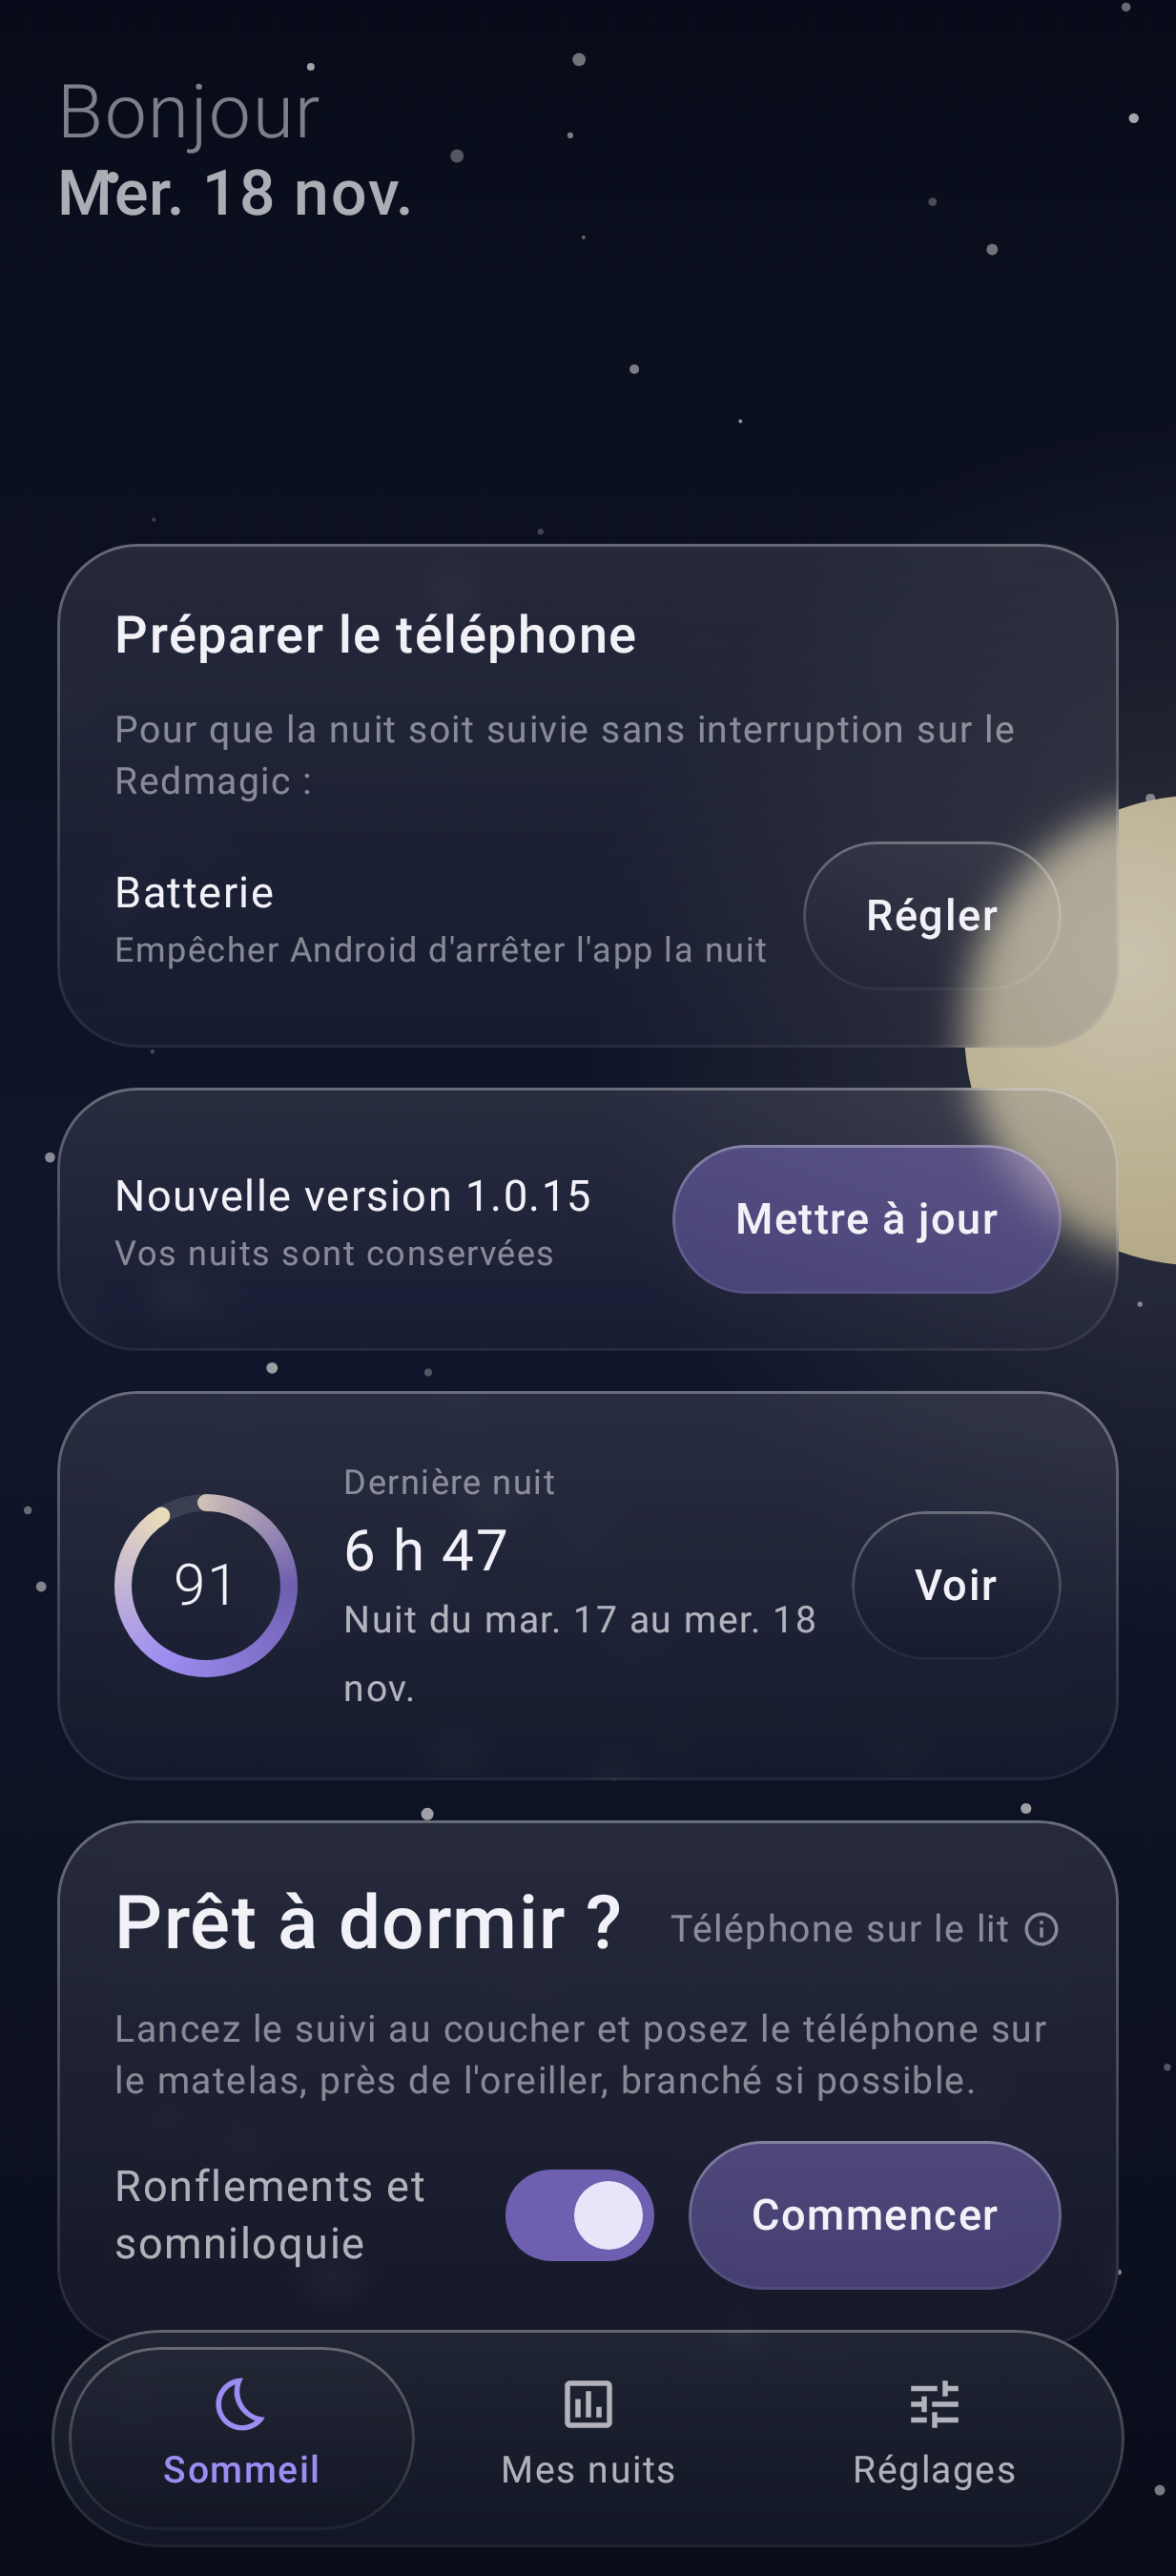 Bonjour
Mer. 18 nov.
Préparer le téléphone
Pour que la nuit soit suivie sans interruption sur le
Redmagic :
Batterie
Empêcher Android d'arrêter l'app la nuit
Régler
Nouvelle version 1.0.15
Vos nuits sont conservées
Mettre à jour
91
Dernière nuit
6 h 47
Nuit du mar. 17 au mer. 18
nov.
Voir
Prêt à dormir ?
Téléphone sur le lit
Lancez le suivi au coucher et posez le téléphone sur
le matelas, près de l'oreiller, branché si possible.
Ronflements et
somniloquie
Commencer
Sommeil
Mes nuits
Réglages